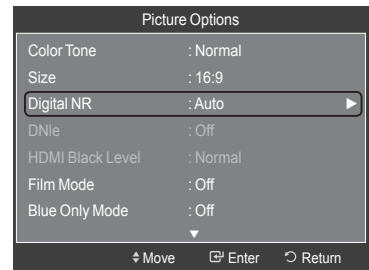 Picture Options
Color Tone : Normal
Size : 16:9
Digital NR : Auto
DNIe : Off
HDMI Black Level : Normal
Film Mode : Off
Blue Only Mode : Off
Move Enter Return